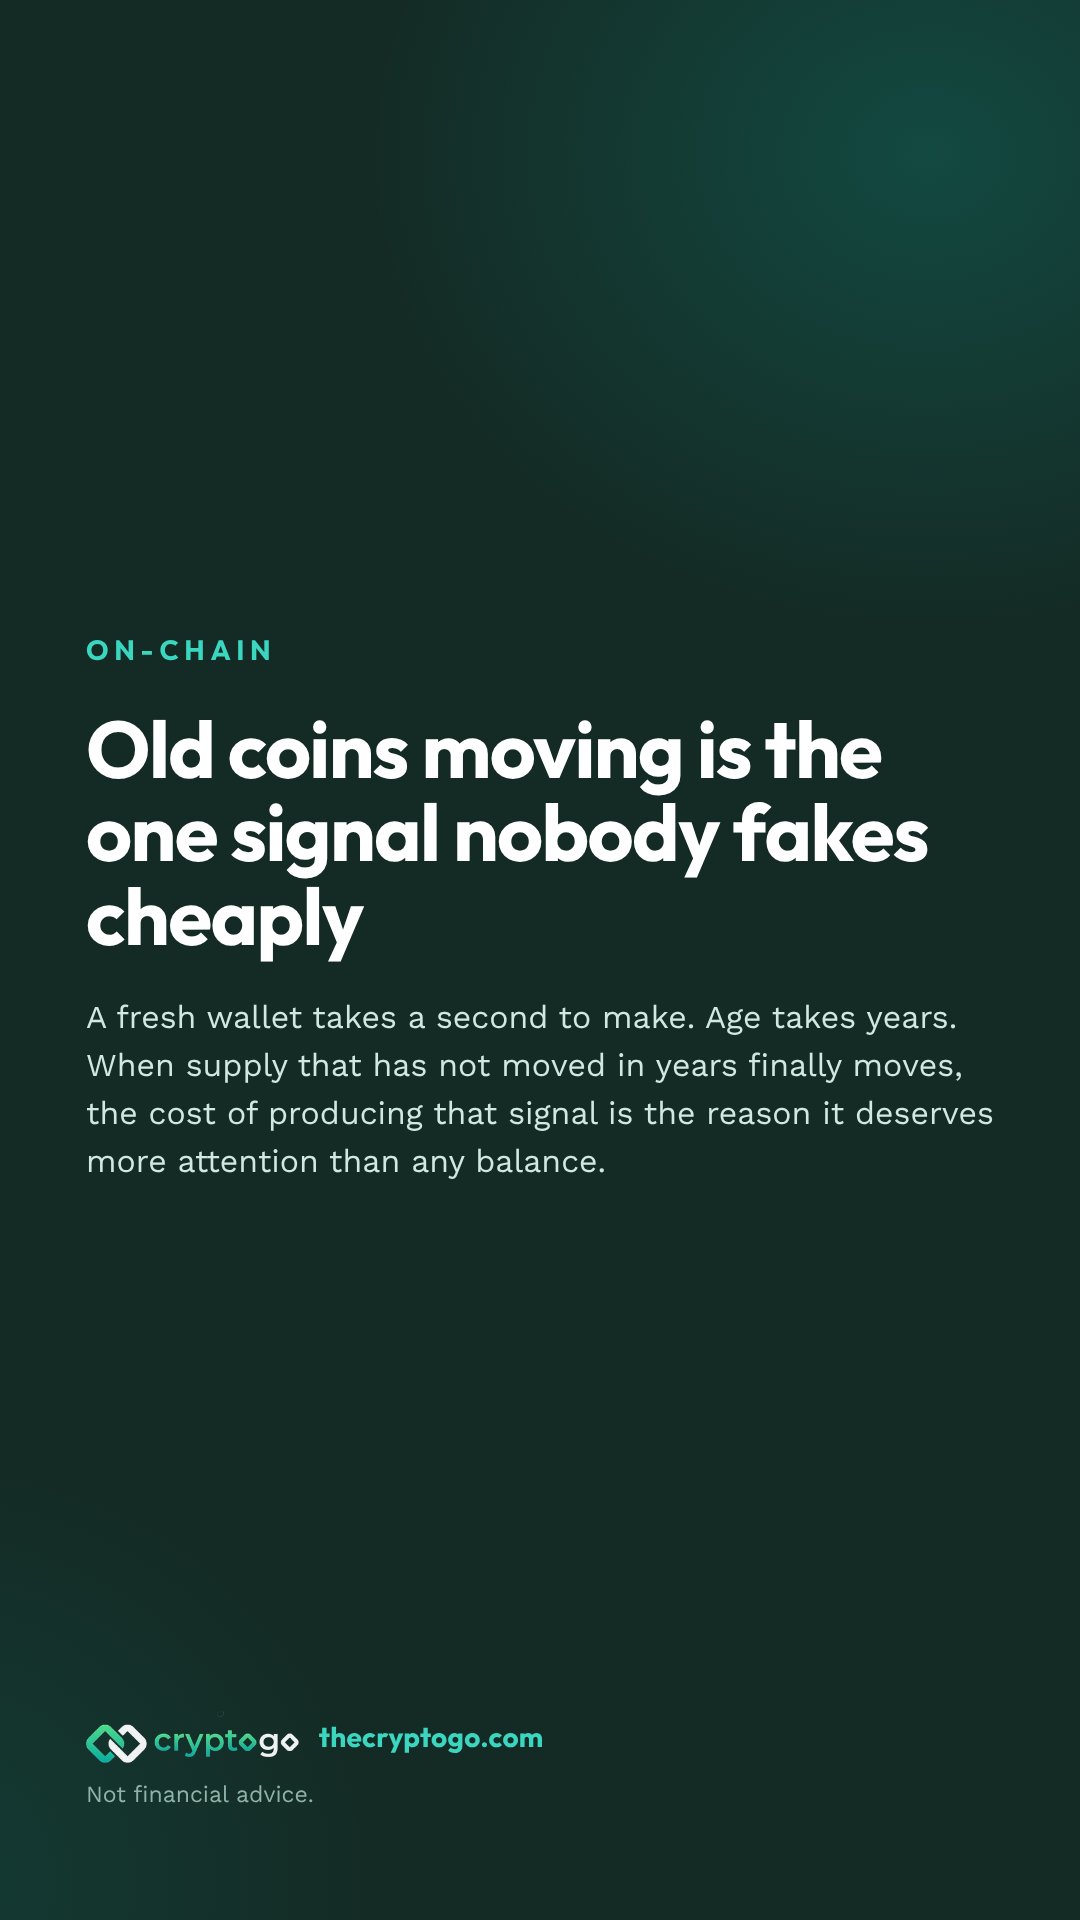 ON-CHAIN
Old coins moving is the
one signal nobody fakes
cheaply
A fresh wallet takes a second to make. Age takes years.
When supply that has not moved in years finally moves,
the cost of producing that signal is the reason it deserves
more attention than any balance.
cryptogo thecryptogo.com
Not financial advice.